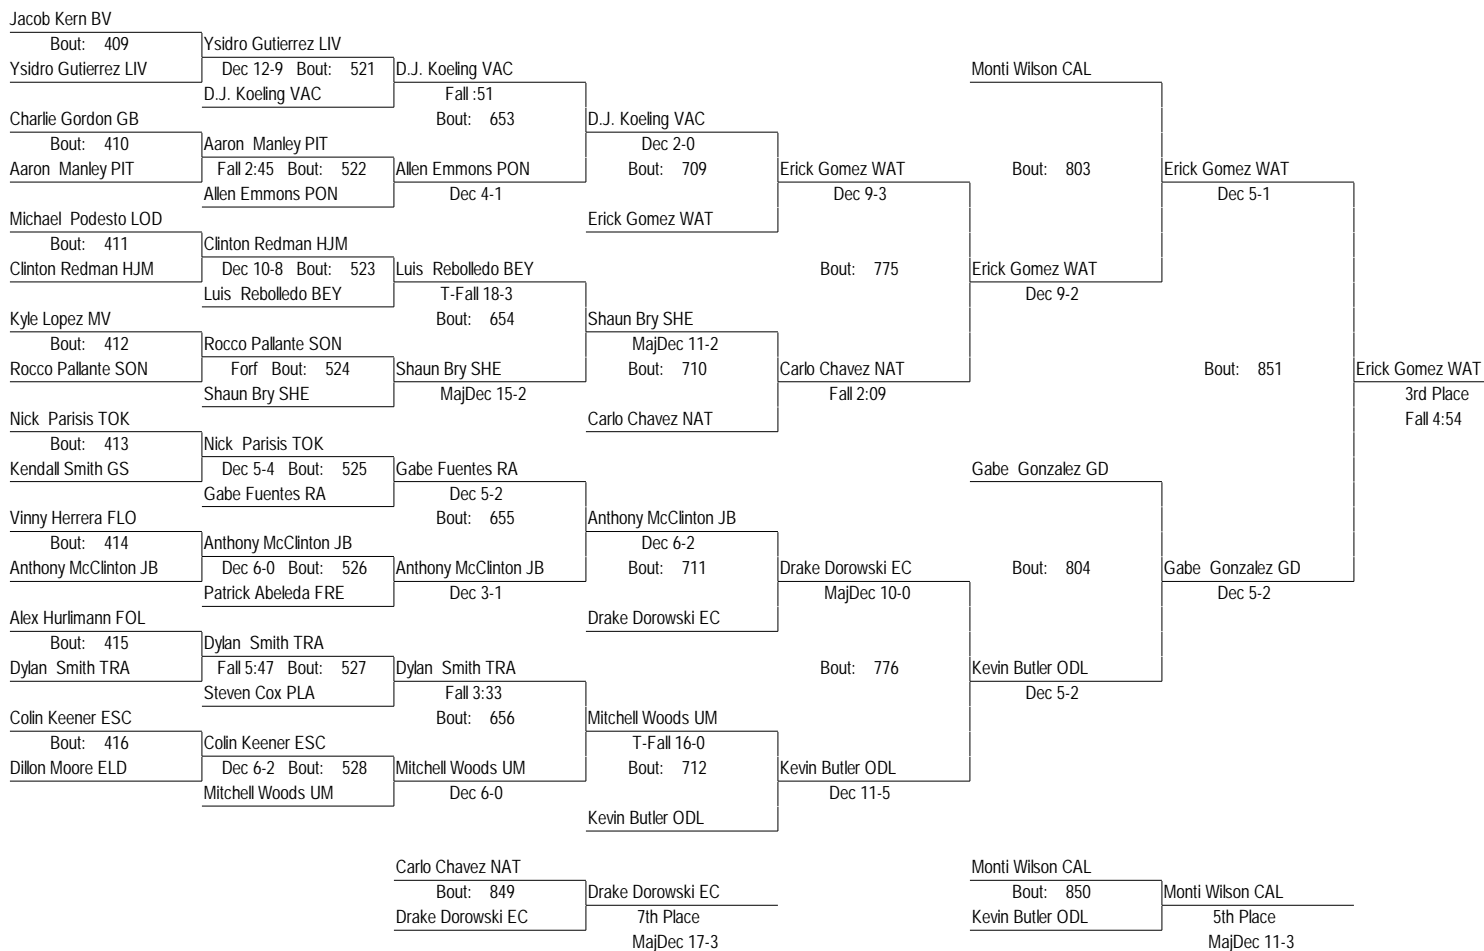 Jacob Kern BV
Bout: 409
Ysidro Gutierrez LIV
Ysidro Gutierrez LIV
Dec 12-9 Bout: 521
D.J. Koeling VAC
D.J. Koeling VAC
Fall :51
Bout: 653
Monti Wilson CAL
Charlie Gordon GB
Bout: 410
Aaron Manley PIT
Aaron Manley PIT
Fall 2:45 Bout: 522
Allen Emmons PON
Allen Emmons PON
Dec 4-1
D.J. Koeling VAC
Dec 2-0
Bout: 709
Erick Gomez WAT
Erick Gomez WAT
Dec 9-3
Bout: 803
Erick Gomez WAT
Dec 5-1
Michael Podesto LOD
Bout: 411
Clinton Redman HJM
Clinton Redman HJM
Dec 10-8 Bout: 523
Luis Rebolledo BEY
Luis Rebolledo BEY
T-Fall 18-3
Bout: 654
Bout: 775
Erick Gomez WAT
Dec 9-2
Kyle Lopez MV
Bout: 412
Rocco Pallante SON
Rocco Pallante SON
Forf Bout: 524
Shaun Bry SHE
Shaun Bry SHE
MajDec 15-2
Shaun Bry SHE
MajDec 11-2
Bout: 710
Carlo Chavez NAT
Carlo Chavez NAT
Fall 2:09
Bout: 851
Erick Gomez WAT
3rd Place
Fall 4:54
Nick Parisis TOK
Bout: 413
Kendall Smith GS
Nick Parisis TOK
Dec 5-4 Bout: 525
Gabe Fuentes RA
Gabe Fuentes RA
Dec 5-2
Bout: 655
Gabe Gonzalez GD
Vinny Herrera FLO
Bout: 414
Anthony McClinton JB
Anthony McClinton JB
Dec 6-0 Bout: 526
Patrick Abeleda FRE
Anthony McClinton JB
Dec 3-1
Anthony McClinton JB
Dec 6-2
Bout: 711
Drake Dorowski EC
Drake Dorowski EC
MajDec 10-0
Bout: 804
Gabe Gonzalez GD
Dec 5-2
Alex Hurlimann FOL
Bout: 415
Dylan Smith TRA
Dylan Smith TRA
Fall 5:47 Bout: 527
Steven Cox PLA
Dylan Smith TRA
Fall 3:33
Bout: 656
Bout: 776
Kevin Butler ODL
Dec 5-2
Colin Keener ESC
Bout: 416
Dillon Moore ELD
Colin Keener ESC
Dec 6-2 Bout: 528
Mitchell Woods UM
Mitchell Woods UM
Dec 6-0
Mitchell Woods UM
T-Fall 16-0
Bout: 712
Kevin Butler ODL
Kevin Butler ODL
Dec 11-5
Carlo Chavez NAT
Bout: 849
Drake Dorowski EC
Drake Dorowski EC
7th Place
MajDec 17-3
Monti Wilson CAL
Bout: 850
Kevin Butler ODL
Monti Wilson CAL
5th Place
MajDec 11-3